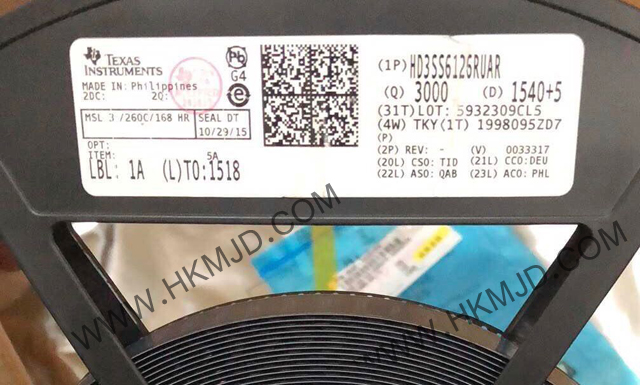 TEXAS
INSTRUMENTS
MADE IN: Philippines
2DC: 2Q:
MSL 3 /260C/168 HR SEAL DT
10/29/15
OPT:
ITEM: 5A
LBL: 1A (L)TO:1518
Pb
G4
e
(1P) HD3SS6126RUAR
(Q) 3000 (D) 1540+5
(31T)LOT: 5932309CL5
(4W) TKY(1T) 1998095ZD7
(P)
(2P) REV: - (V) 0033317
(20L) CSO: TID (21L) CCO:DEU
(22L) ASO: QAB (23L) ACO: PHL
WWW.HKMJD.COM
WWW.HKMJD.COM